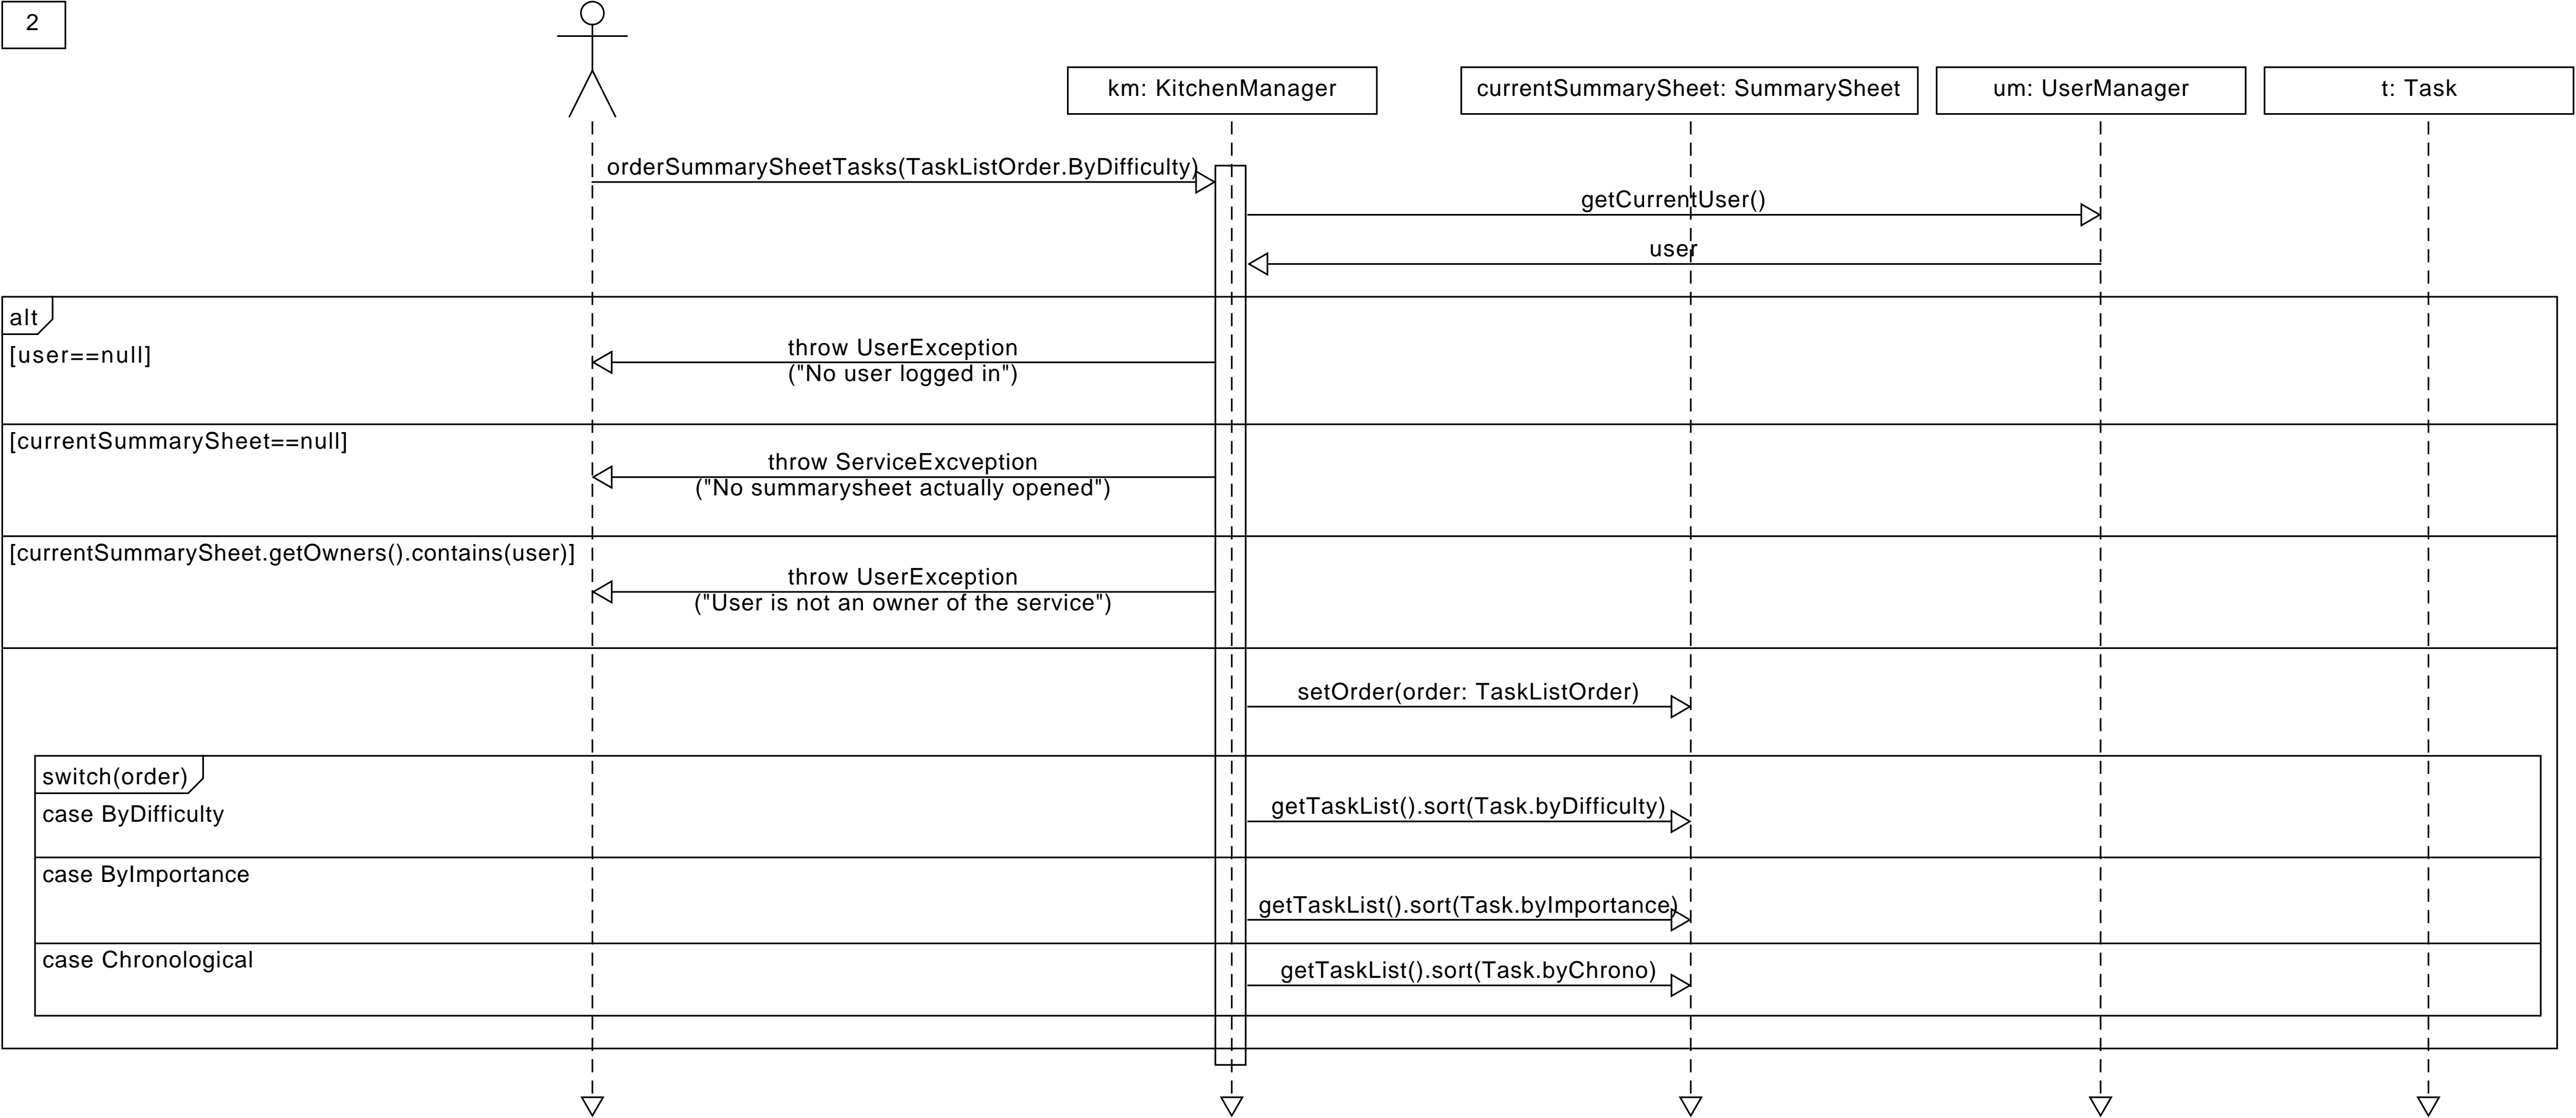 2
km: KitchenManager
currentSummarySheet: SummarySheet
um: UserManager
t: Task
orderSummarySheetTasks(TaskListOrder.ByDifficulty)
getCurrentUser()
user
alt
[user==null]
throw UserException
("No user logged in")
[currentSummarySheet==null]
throw ServiceExcveption
("No summarysheet actually opened")
[currentSummarySheet.getOwners().contains(user)]
throw UserException
("User is not an owner of the service")
setOrder(order: TaskListOrder)
switch(order)
case ByDifficulty
getTaskList().sort(Task.byDifficulty)
case ByImportance
getTaskList().sort(Task.byImportance)
case Chronological
getTaskList().sort(Task.byChrono)